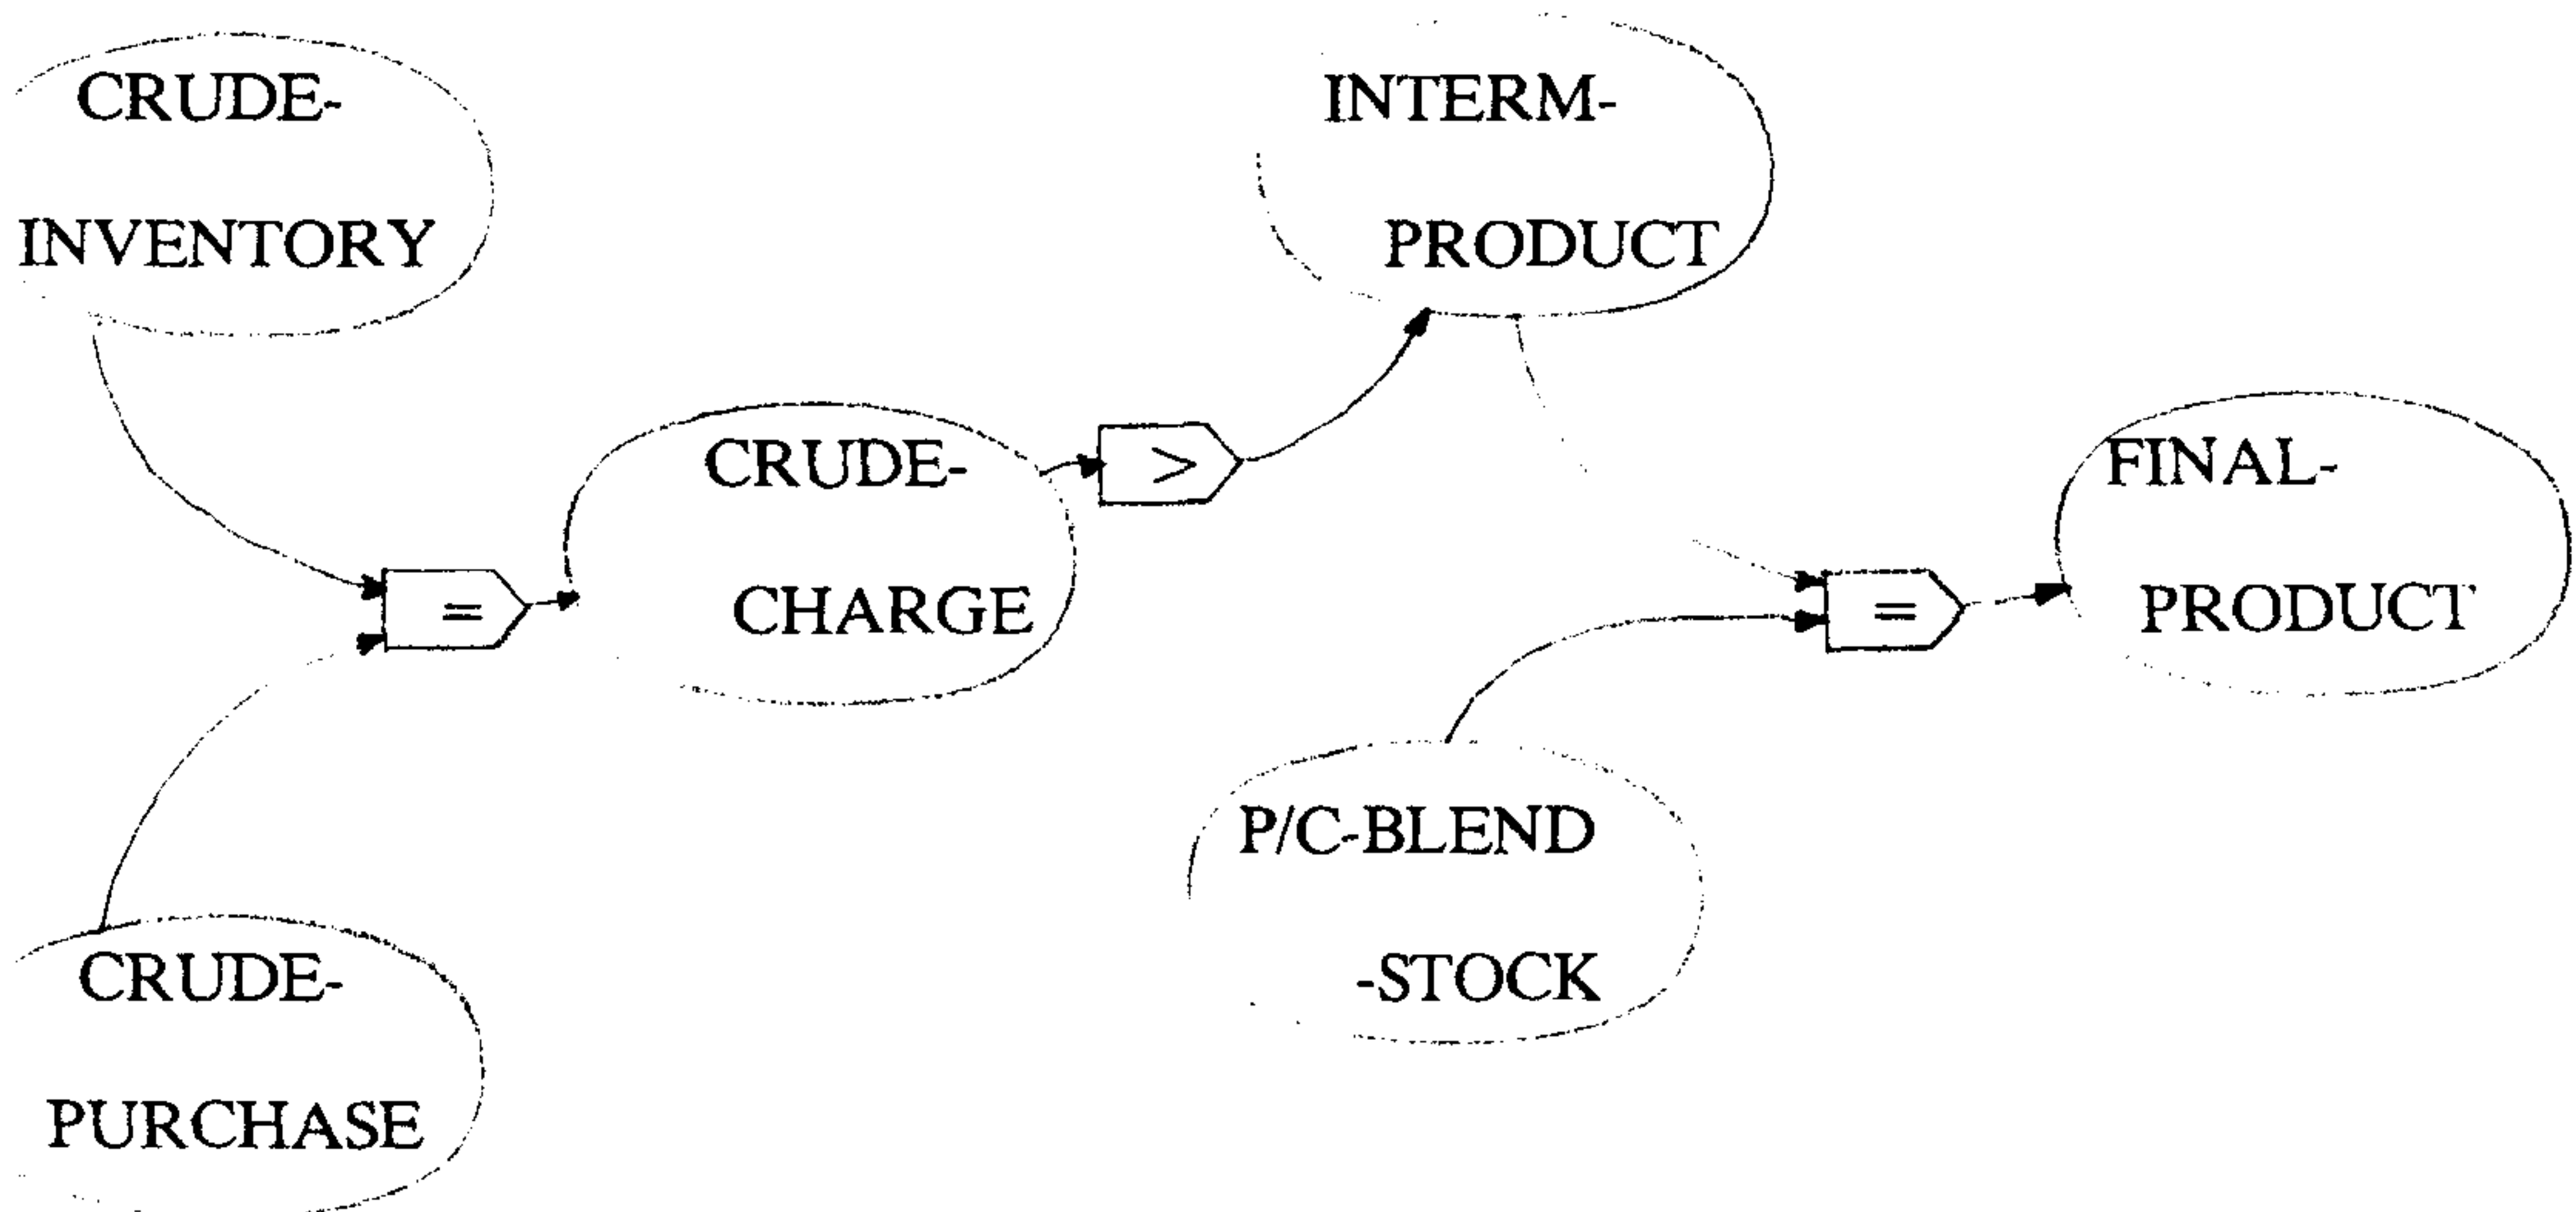 CRUDE-
INVENTORY
INTERM-
PRODUCT
CRUDE-
CHARGE
>
FINAL-
PRODUCT
=
=
P/C-BLEND
-STOCK
CRUDE-
PURCHASE